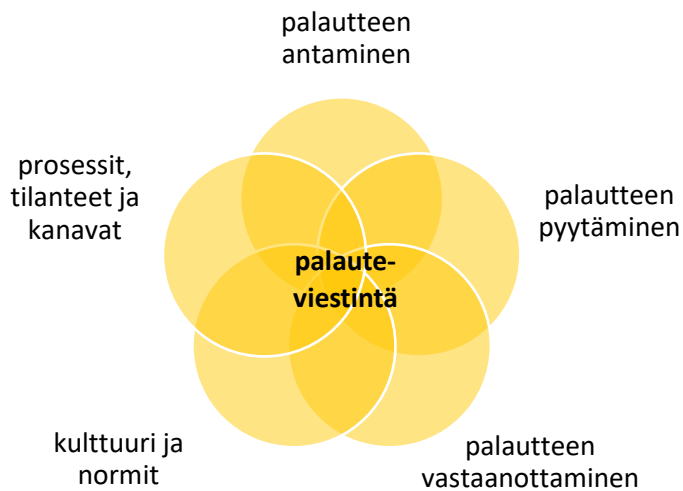 palautteen
antaminen
prosessit,
tilanteet ja
kanavat
palautteen
pyytäminen
palaute-
viestintä
kulttuuri ja
normit
palautteen
vastaanottaminen